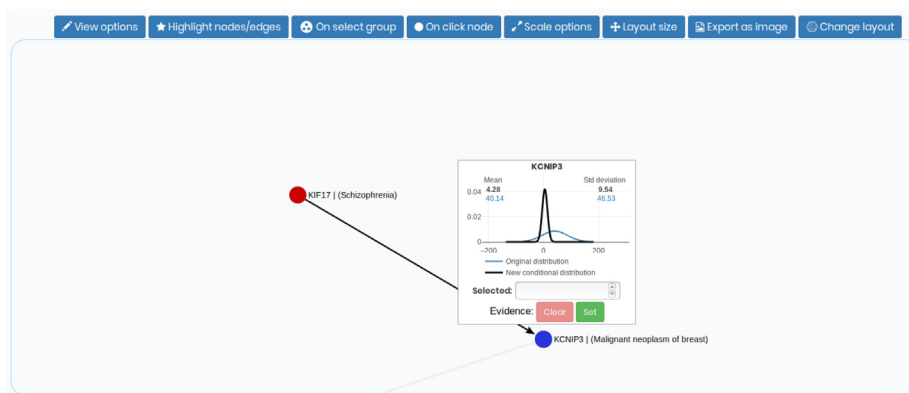 View options Highlight nodes/edges On select group On click node Scale options Layout size Export as image Change layout
KCNIP3
Mean Std deviation
4.28 9.54
40.14 46.53
0.04
0.02
0
−200 0 200
Original distribution
New conditional distribution
Selected:
Evidence: Clear Set
KIF17 | (Schizophrenia)
KCNIP3 | (Malignant neoplasm of breast)